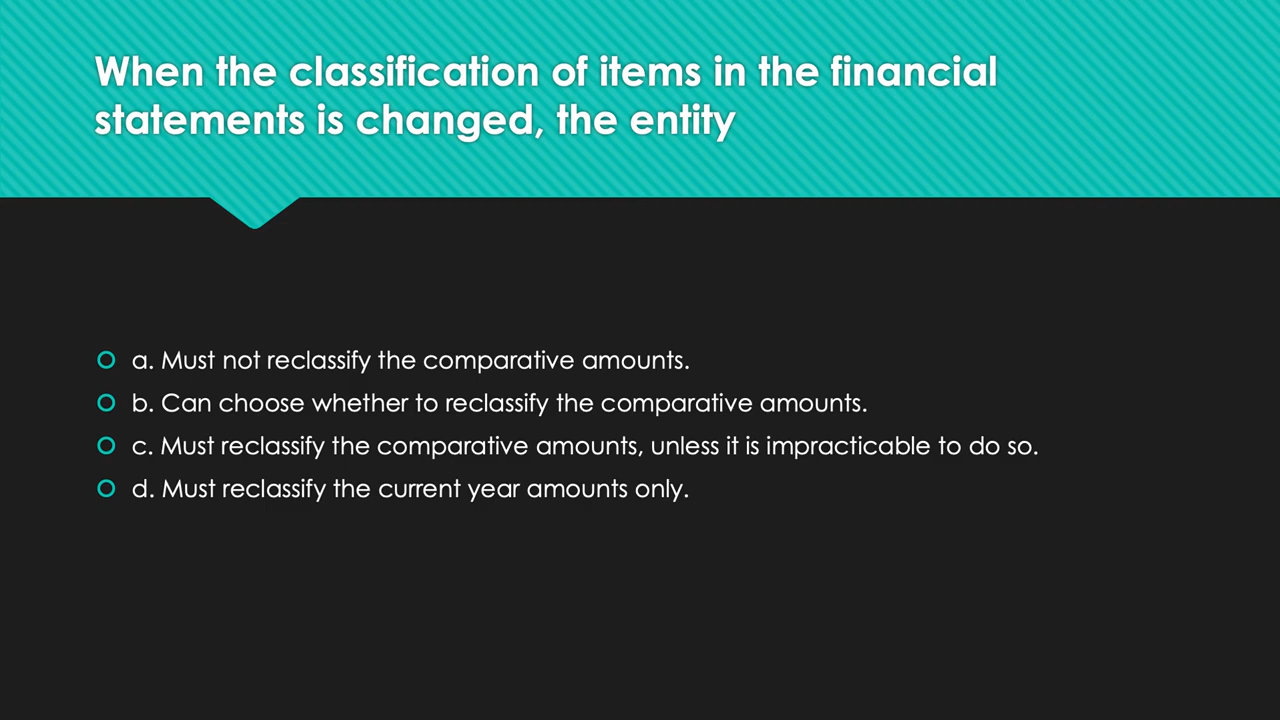 When the classification of items in the financial
statements is changed, the entity
a. Must not reclassify the comparative amounts.
b. Can choose whether to reclassify the comparative amounts.
c. Must reclassify the comparative amounts, unless it is impracticable to do so.
d. Must reclassify the current year amounts only.